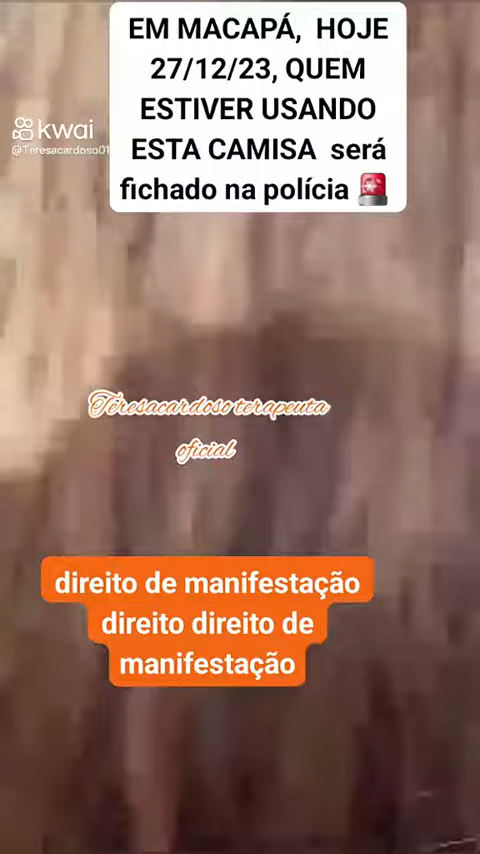 EM MACAPÁ, HOJE
27/12/23, QUEM
ESTIVER USANDO
ESTA CAMISA será
fichado na polícia 🚨
kwai
@Teresacardoso01
Teresacardoso terapeuta
oficial
direito de manifestação
direito direito de
manifestação